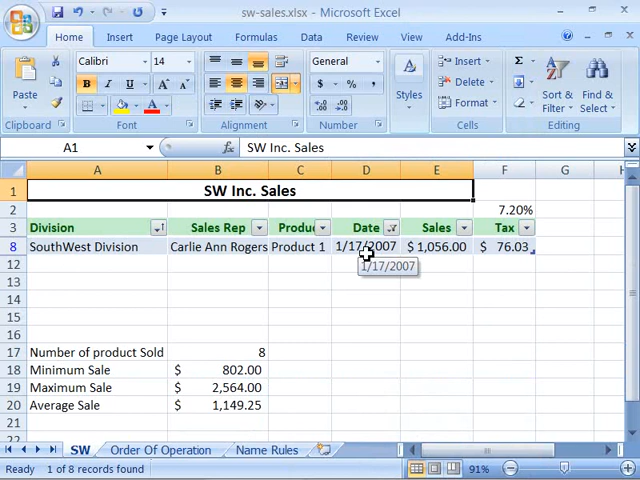 sw-sales.xlsx - Microsoft Excel
Home Insert Page Layout Formulas Data Review View Add-Ins
Paste
Calibri 14
B I U A A
A
General
$ % ,
.0 .00 .00 .0
Styles
Insert
Delete
Format
Σ
Sort & Filter
Find & Select
Clipboard Font Alignment Number Cells Editing
A1 SW Inc. Sales
A B C D E F G H
1 SW Inc. Sales
2 7.20%
3 Division Sales Rep Produc Date Sales Tax
8 SouthWest Division Carlie Ann Rogers Product 1 1/17/2007 $ 1,056.00 $ 76.03
12 1/17/2007
13
14
15
16
17 Number of product Sold 8
18 Minimum Sale $ 802.00
19 Maximum Sale $ 2,564.00
20 Average Sale $ 1,149.25
21
22
SW Order Of Operation Name Rules
Ready 1 of 8 records found 91%